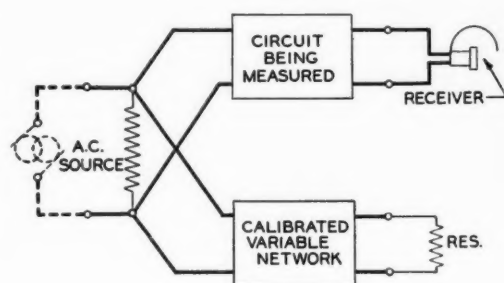 CIRCUIT
BEING
MEASURED
RECEIVER
A.C.
SOURCE
CALIBRATED
VARIABLE
NETWORK
RES.